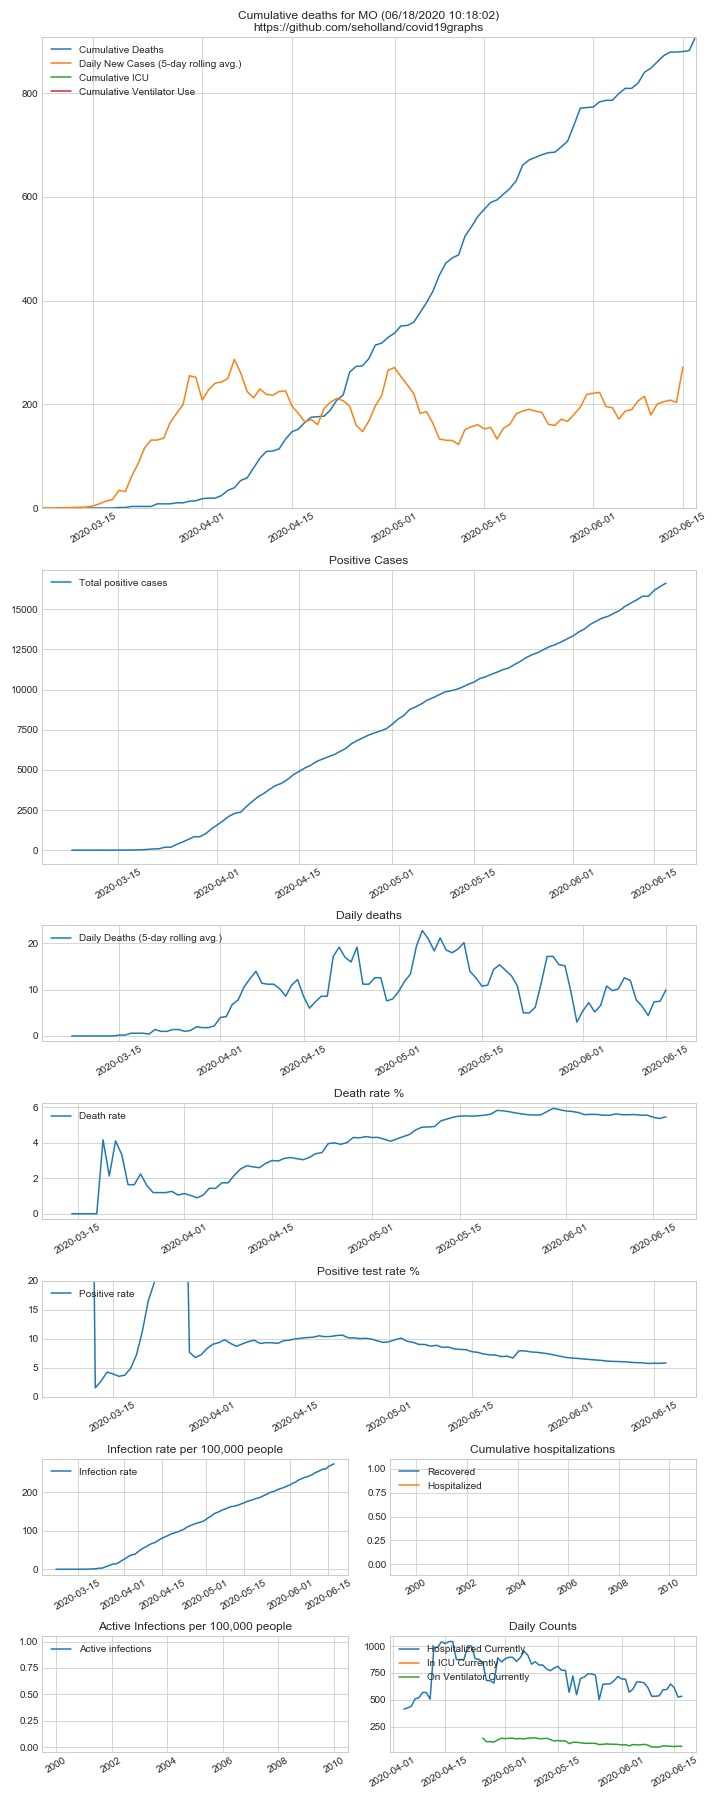 Cumulative deaths for MO (06/18/2020 10:18:02)
https://github.com/seholland/covid19graphs
Cumulative Deaths
Daily New Cases (5-day rolling avg.)
Cumulative ICU
Cumulative Ventilator Use
800
600
400
200
0
2020-03-15 2020-04-01 2020-04-15 2020-05-01 2020-05-15 2020-06-01 2020-06-15
Positive Cases
Total positive cases
15000
12500
10000
7500
5000
2500
0
2020-03-15 2020-04-01 2020-04-15 2020-05-01 2020-05-15 2020-06-01 2020-06-15
Daily deaths
Daily Deaths (5-day rolling avg.)
20
10
0
2020-03-15 2020-04-01 2020-04-15 2020-05-01 2020-05-15 2020-06-01 2020-06-15
Death rate %
Death rate
6
4
2
0
2020-03-15 2020-04-01 2020-04-15 2020-05-01 2020-05-15 2020-06-01 2020-06-15
Positive test rate %
Positive rate
20
15
10
5
0
2020-03-15 2020-04-01 2020-04-15 2020-05-01 2020-05-15 2020-06-01 2020-06-15
Infection rate per 100,000 people
Infection rate
200
100
0
2020-03-15 2020-04-01 2020-04-15 2020-05-01 2020-05-15 2020-06-01 2020-06-15
Cumulative hospitalizations
Recovered
Hospitalized
1.00
0.75
0.50
0.25
0.00
2000 2002 2004 2006 2008 2010
Active Infections per 100,000 people
Active infections
1.00
0.75
0.50
0.25
0.00
2000 2002 2004 2006 2008 2010
Daily Counts
Hospitalized Currently
In ICU Currently
On Ventilator Currently
1000
750
500
250
2020-04-01 2020-04-15 2020-05-01 2020-05-15 2020-06-01 2020-06-15